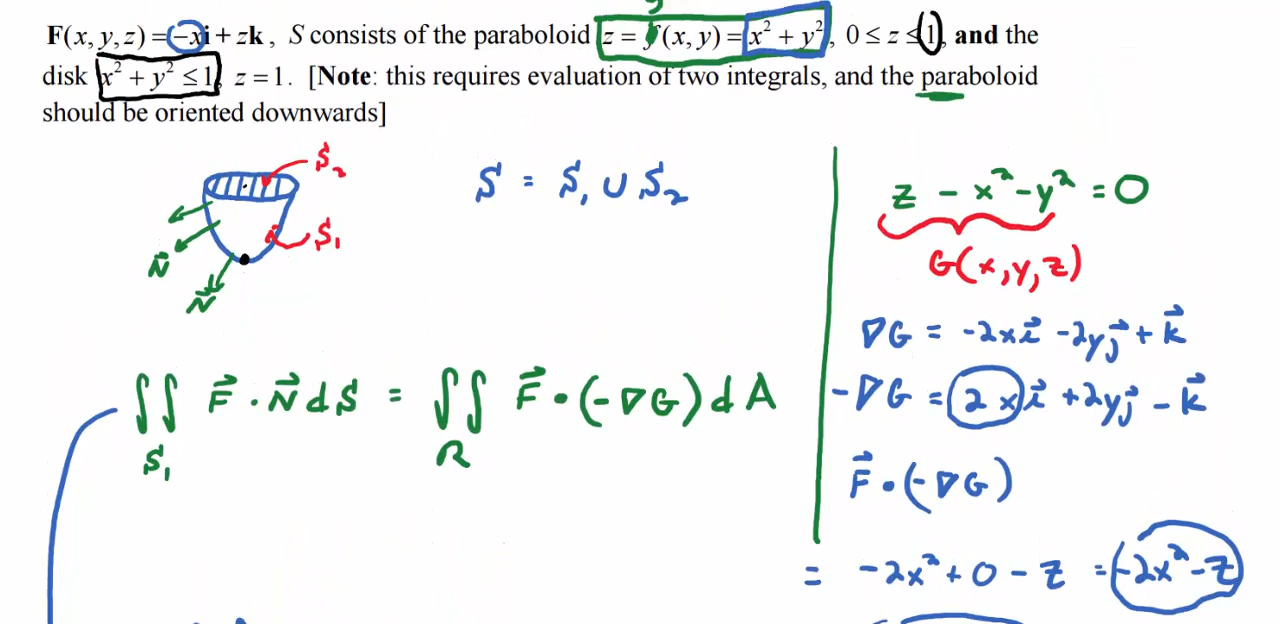 F(x, y, z) = -xi + zk, S consists of the paraboloid z = f(x, y) = x² + y², 0 ≤ z ≤ 1, and the
disk x² + y² ≤ 1, z = 1. [Note: this requires evaluation of two integrals, and the paraboloid
should be oriented downwards]
S₂
S = S₁ ∪ S₂
z - x² - y² = 0
S₁
G(x, y, z)
N⃗
N⃗
∇G = -2xi⃗ - 2yj⃗ + k⃗
∬ F⃗ · N⃗ dS = ∬ F⃗ · (-∇G) dA
-∇G = 2xi⃗ + 2yj⃗ - k⃗
S₁ R
F⃗ · (-∇G)
= -2x² + 0 - z = -2x² - z